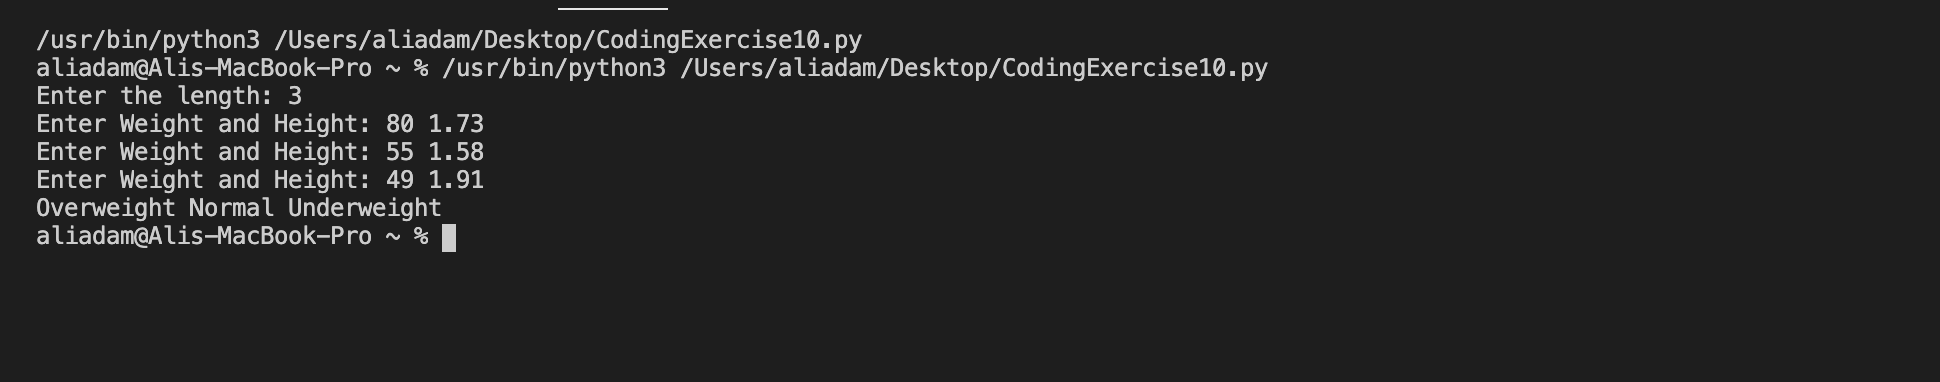 /usr/bin/python3 /Users/aliadam/Desktop/CodingExercise10.py
aliadam@Alis-MacBook-Pro ~ % /usr/bin/python3 /Users/aliadam/Desktop/CodingExercise10.py
Enter the length: 3
Enter Weight and Height: 80 1.73
Enter Weight and Height: 55 1.58
Enter Weight and Height: 49 1.91
Overweight Normal Underweight
aliadam@Alis-MacBook-Pro ~ %